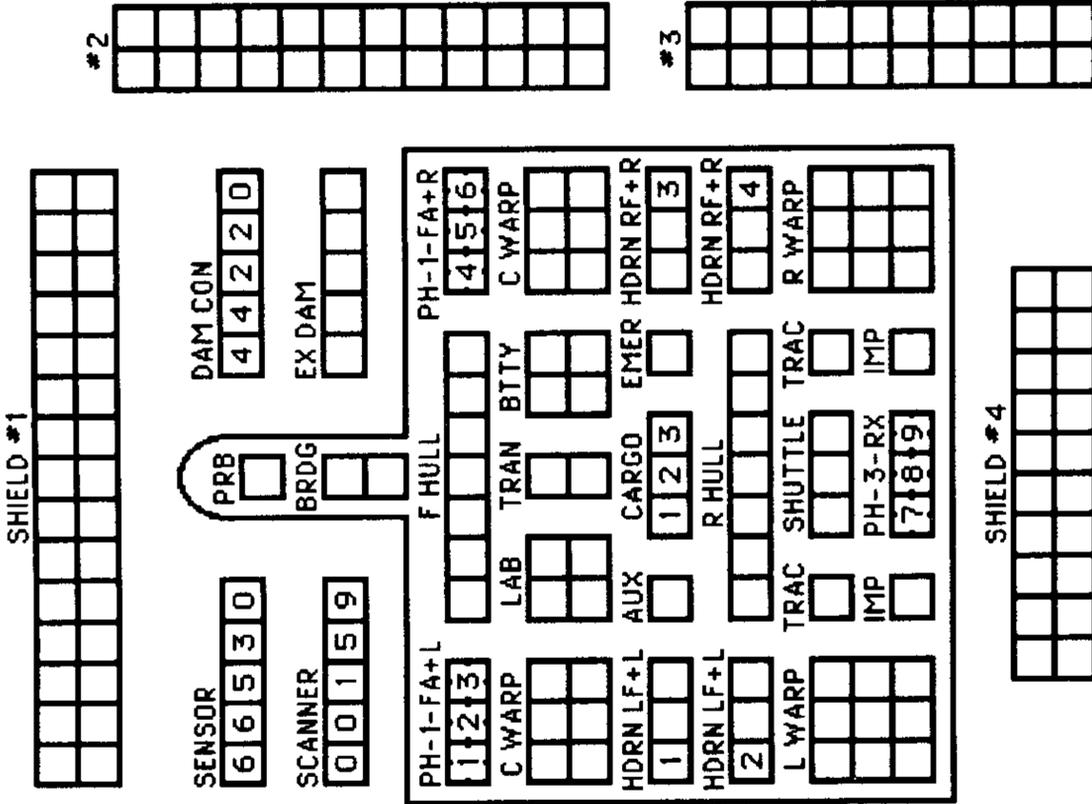 SHIELD #1
#2
SENSOR PRB DAM CON
6 6 5 3 0 4 4 2 2 0
SCANNER BRDG EX DAM
0 0 1 5 9
PH-1-FA+L F HULL PH-1-FA+R
1 2 3 4 5 6
C WARP LAB TRAN BTTY C WARP
HDRN LF+L AUX CARGO EMER HDRN RF+R
1 1 2 3 3
#3
HDRN LF+L R HULL HDRN RF+R
2 4
L WARP TRAC SHUTTLE TRAC R WARP
IMP PH-3-RX IMP
7 8 9
SHIELD #4